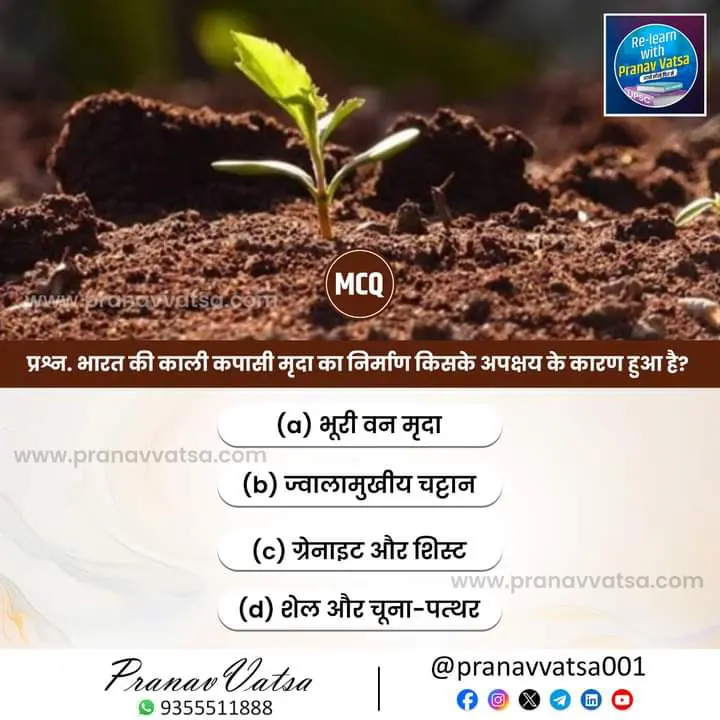 Re-learn
with
Pranav Vatsa
UPSC
MCQ
www.pranavvatsa.com
प्रश्न. भारत की काली कपासी मृदा का निर्माण किसके अपक्षय के कारण हुआ है?
(a) भूरी वन मृदा
www.pranavvatsa.com
(b) ज्वालामुखीय चट्टान
(c) ग्रेनाइट और शिस्ट
www.pranavvatsa.com
(d) शेल और चूना-पत्थर
Pranav Vatsa
@pranavvatsa001
9355511888